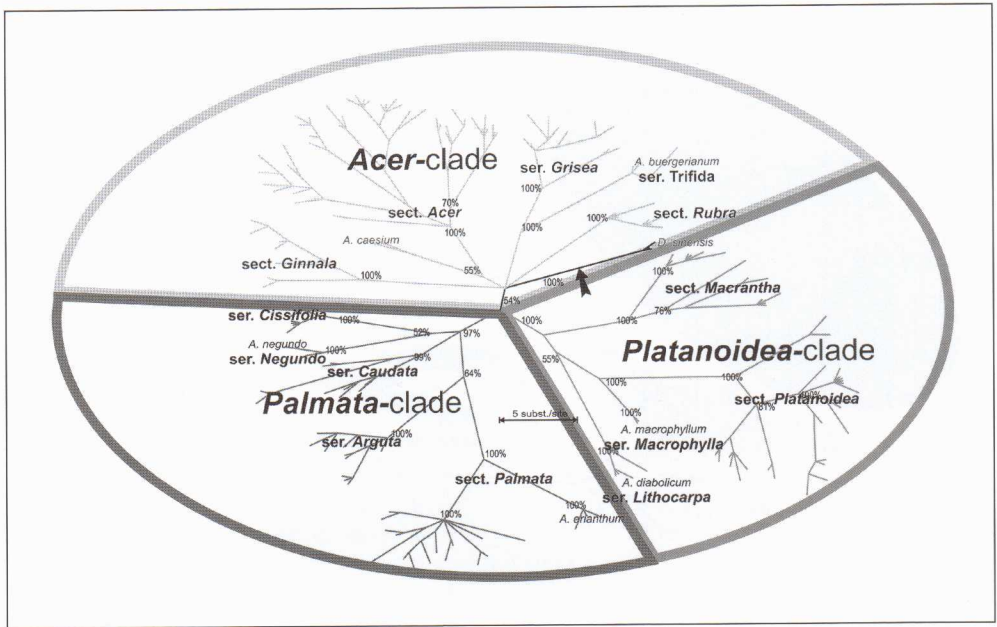 Acer-clade
ser. Grisea
A. buergerianum
ser. Trifida
100%
70%
sect. Acer
100%
sect. Rubra
100%
100%
A. caesium
D. sinensis
sect. Ginnala
100%
55%
100%
100%
54%
sect. Macrantha
76%
100%
100%
ser. Cissifolia
100%
52%
97%
A. negundo
ser. Negundo
100%
99%
ser. Caudata
64%
55%
Platanoidea-clade
100%
100%
sect. Platanoidea
100%
81%
Palmata-clade
5 subst./site
100%
A. macrophyllum
ser. Macrophylla
100%
ser. Arguta
100%
100%
sect. Palmata
A. diabolicum
ser. Lithocarpa
100%
A. erianthum
100%